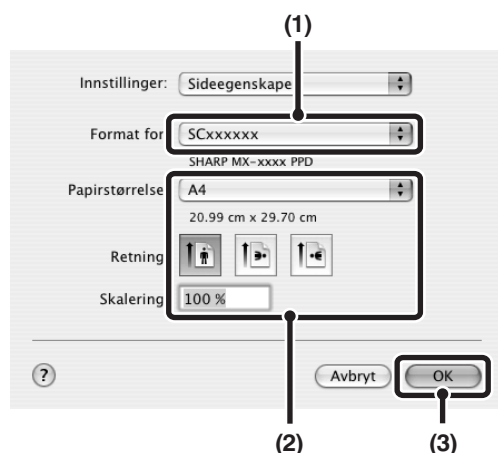 (1)
Innstillinger: Sideegenskape
Format for SCxxxxxx
SHARP MX-xxxx PPD
Papirstørrelse A4
20.99 cm x 29.70 cm
Retning
Skalering 100 %
? Avbryt OK
(2) (3)